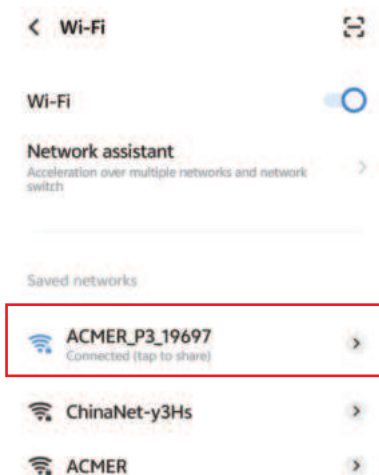 Wi-Fi
Wi-Fi
Network assistant
Acceleration over multiple networks and network
switch
Saved networks
ACMER_P3_19697
Connected (tap to share)
ChinaNet-y3Hs
ACMER